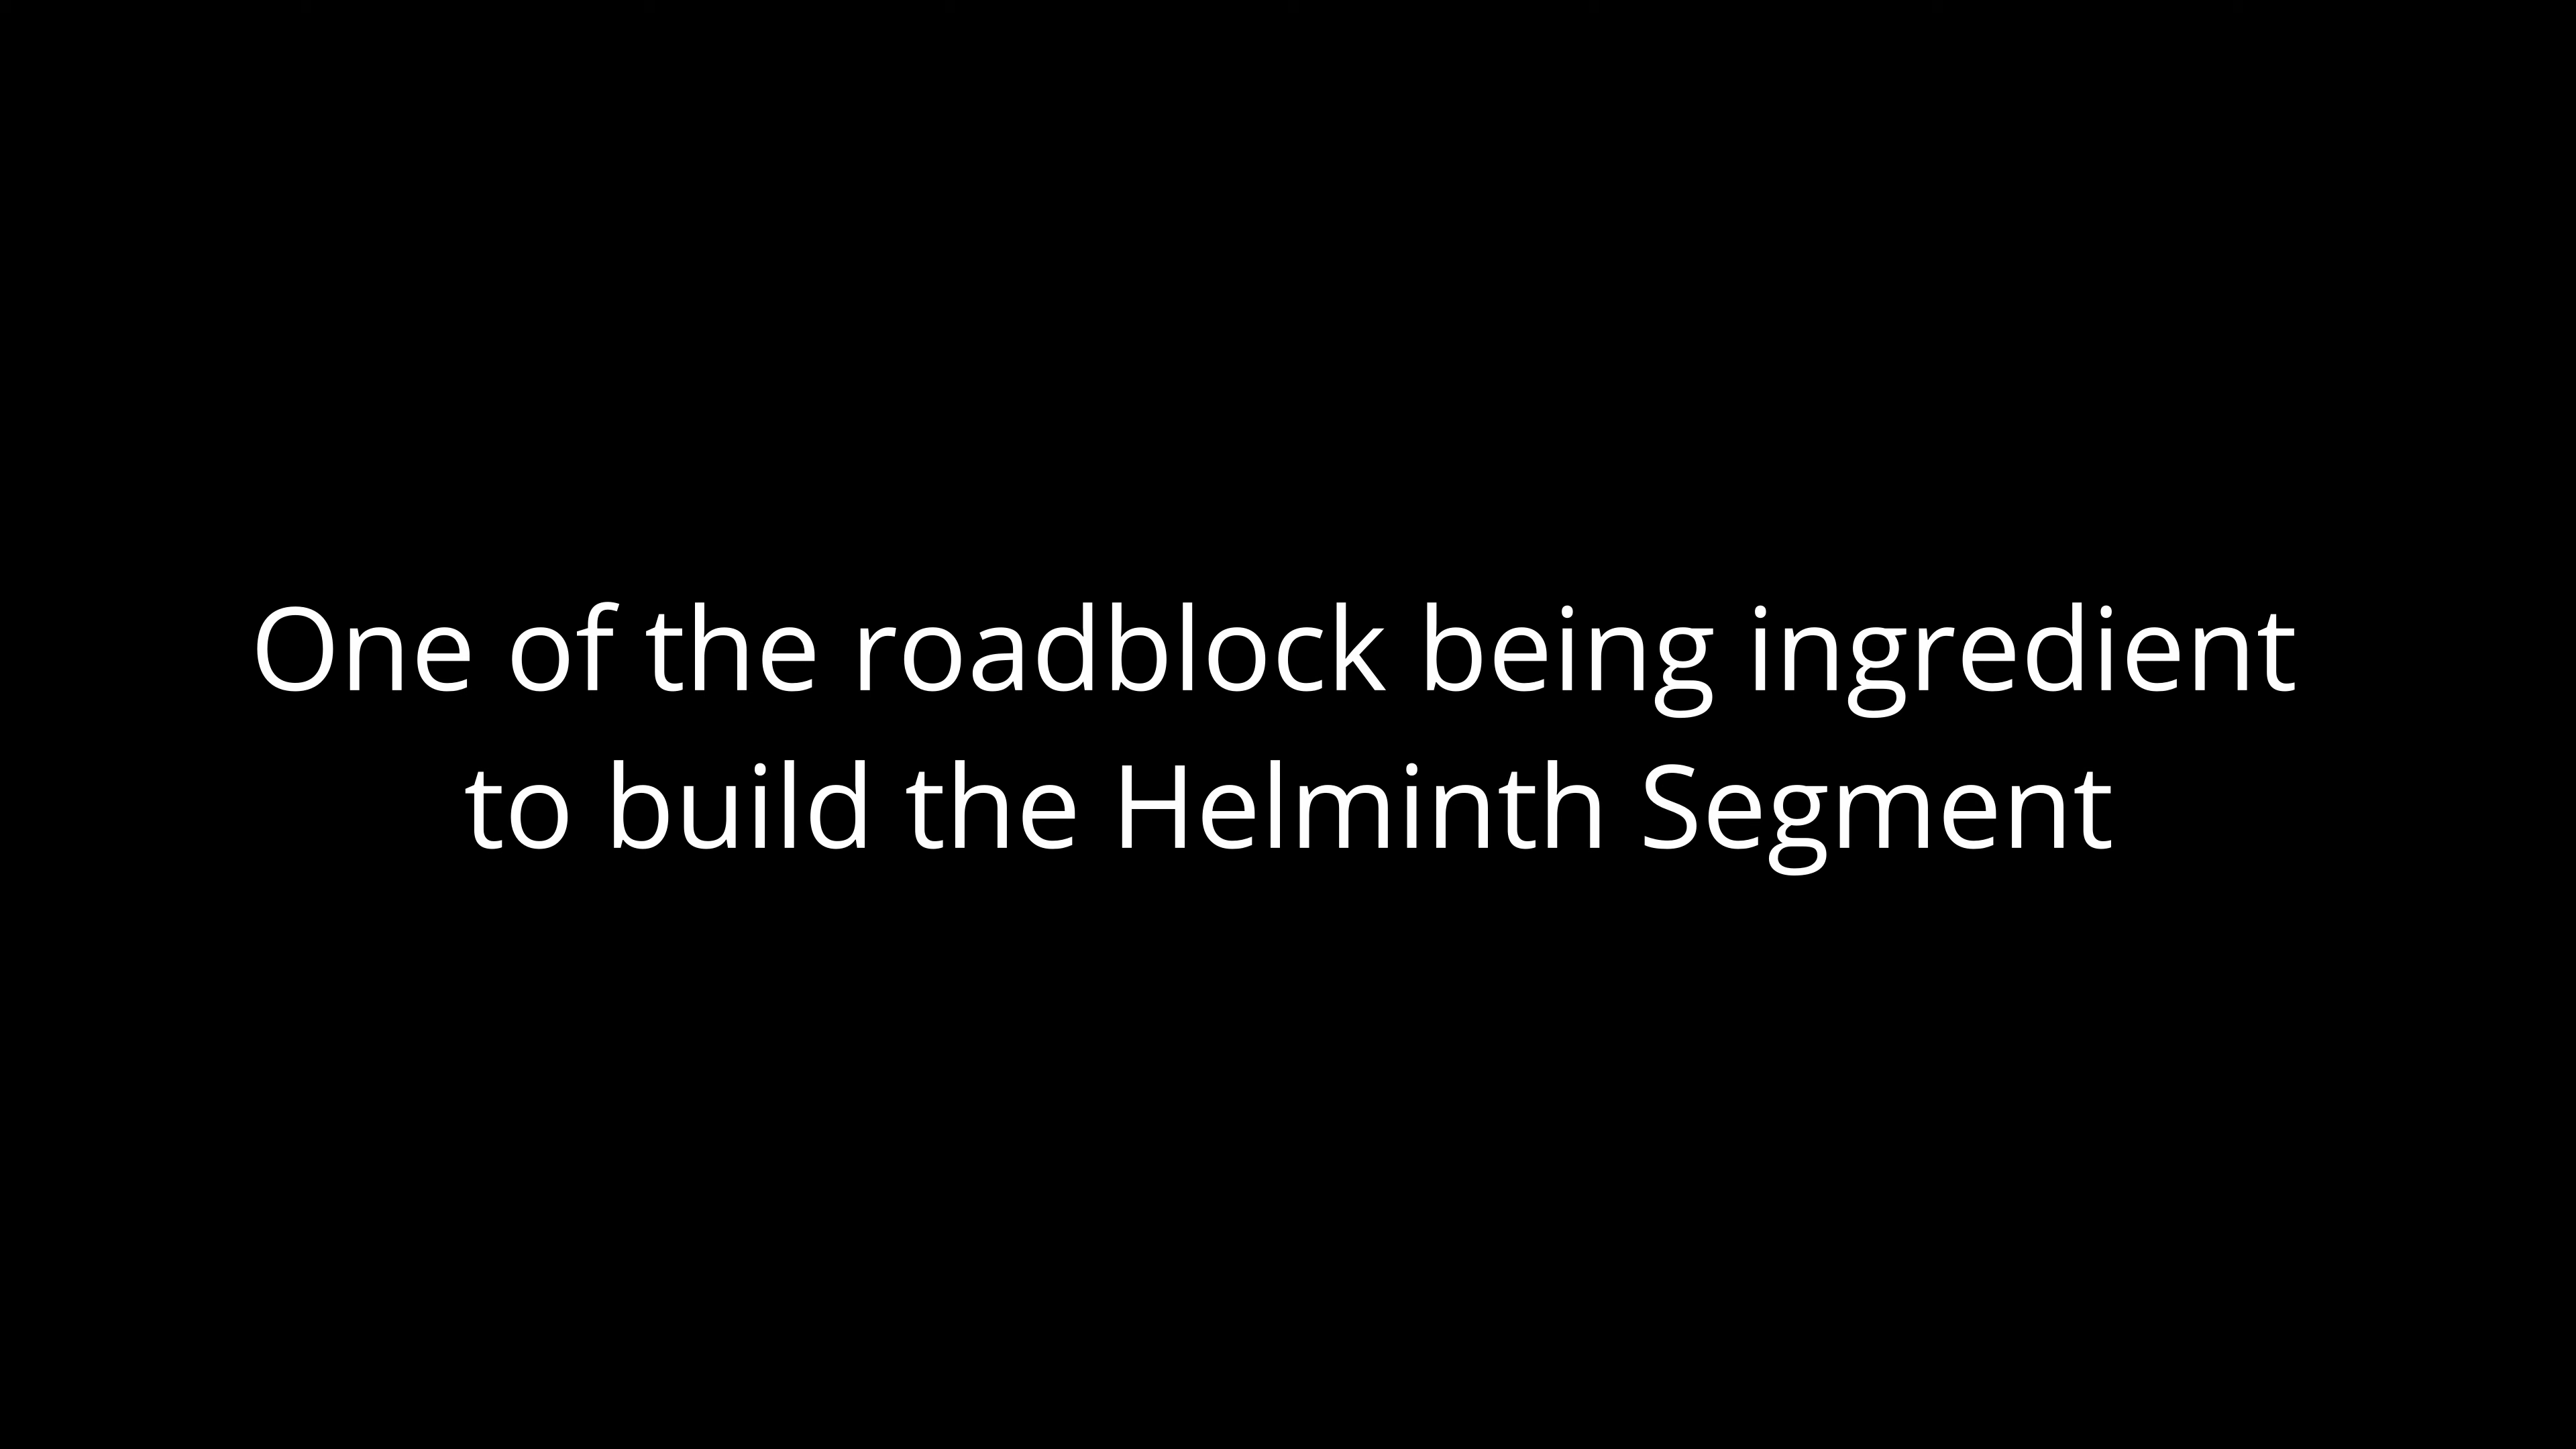 One of the roadblock being ingredient
to build the Helminth Segment